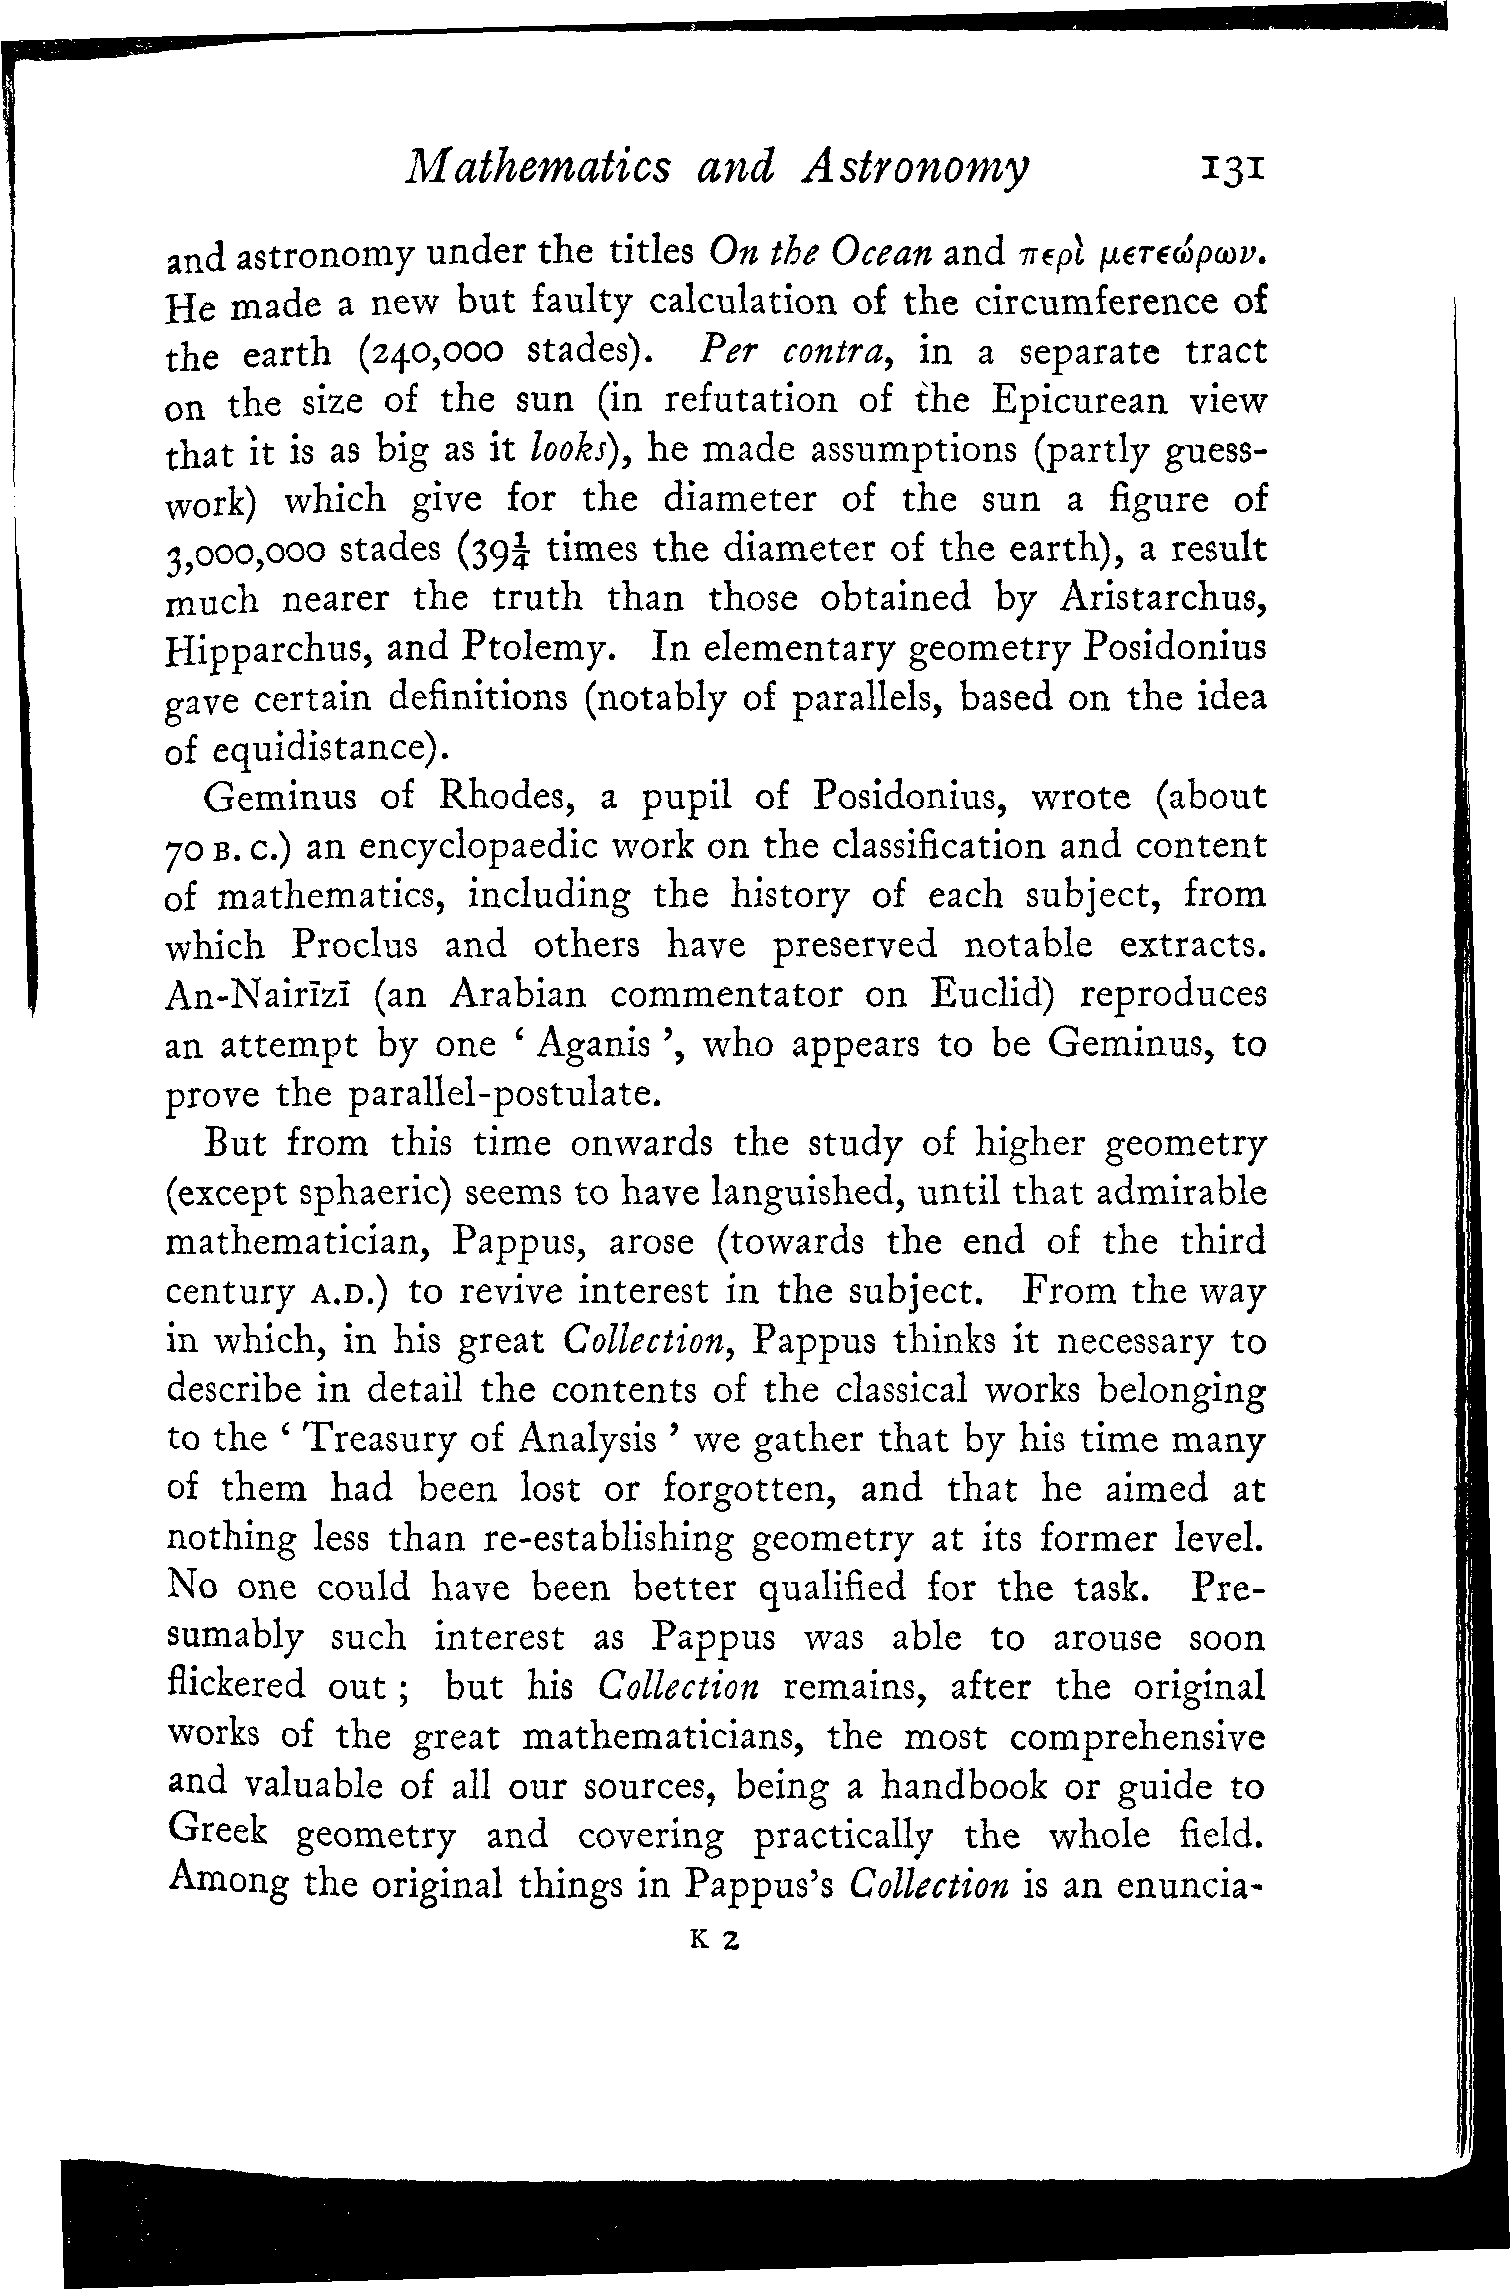 Mathematics and Astronomy 131
and astronomy under the titles On the Ocean and περὶ μετεώρων.
He made a new but faulty calculation of the circumference of
the earth (240,000 stades). Per contra, in a separate tract
on the size of the sun (in refutation of the Epicurean view
that it is as big as it looks), he made assumptions (partly guess-
work) which give for the diameter of the sun a figure of
3,000,000 stades (39¼ times the diameter of the earth), a result
much nearer the truth than those obtained by Aristarchus,
Hipparchus, and Ptolemy. In elementary geometry Posidonius
gave certain definitions (notably of parallels, based on the idea
of equidistance).
Geminus of Rhodes, a pupil of Posidonius, wrote (about
70 B.C.) an encyclopaedic work on the classification and content
of mathematics, including the history of each subject, from
which Proclus and others have preserved notable extracts.
An-Nairīzī (an Arabian commentator on Euclid) reproduces
an attempt by one ‘ Aganis ’, who appears to be Geminus, to
prove the parallel-postulate.
But from this time onwards the study of higher geometry
(except sphaeric) seems to have languished, until that admirable
mathematician, Pappus, arose (towards the end of the third
century A.D.) to revive interest in the subject. From the way
in which, in his great Collection, Pappus thinks it necessary to
describe in detail the contents of the classical works belonging
to the ‘ Treasury of Analysis ’ we gather that by his time many
of them had been lost or forgotten, and that he aimed at
nothing less than re-establishing geometry at its former level.
No one could have been better qualified for the task. Pre-
sumably such interest as Pappus was able to arouse soon
flickered out ; but his Collection remains, after the original
works of the great mathematicians, the most comprehensive
and valuable of all our sources, being a handbook or guide to
Greek geometry and covering practically the whole field.
Among the original things in Pappus's Collection is an enuncia-
K 2